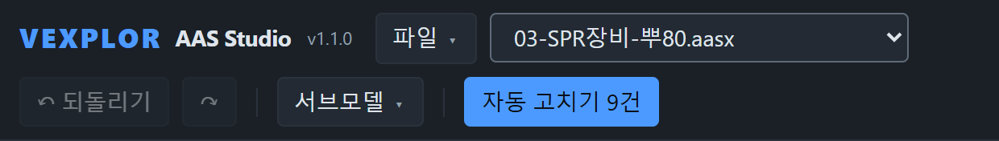 VEXPLOR AAS Studio v1.1.0 파일 ▾ 03-SPR장비-뿌80.aasx
↶ 되돌리기 ↷ 서브모델 ▾ 자동 고치기 9건